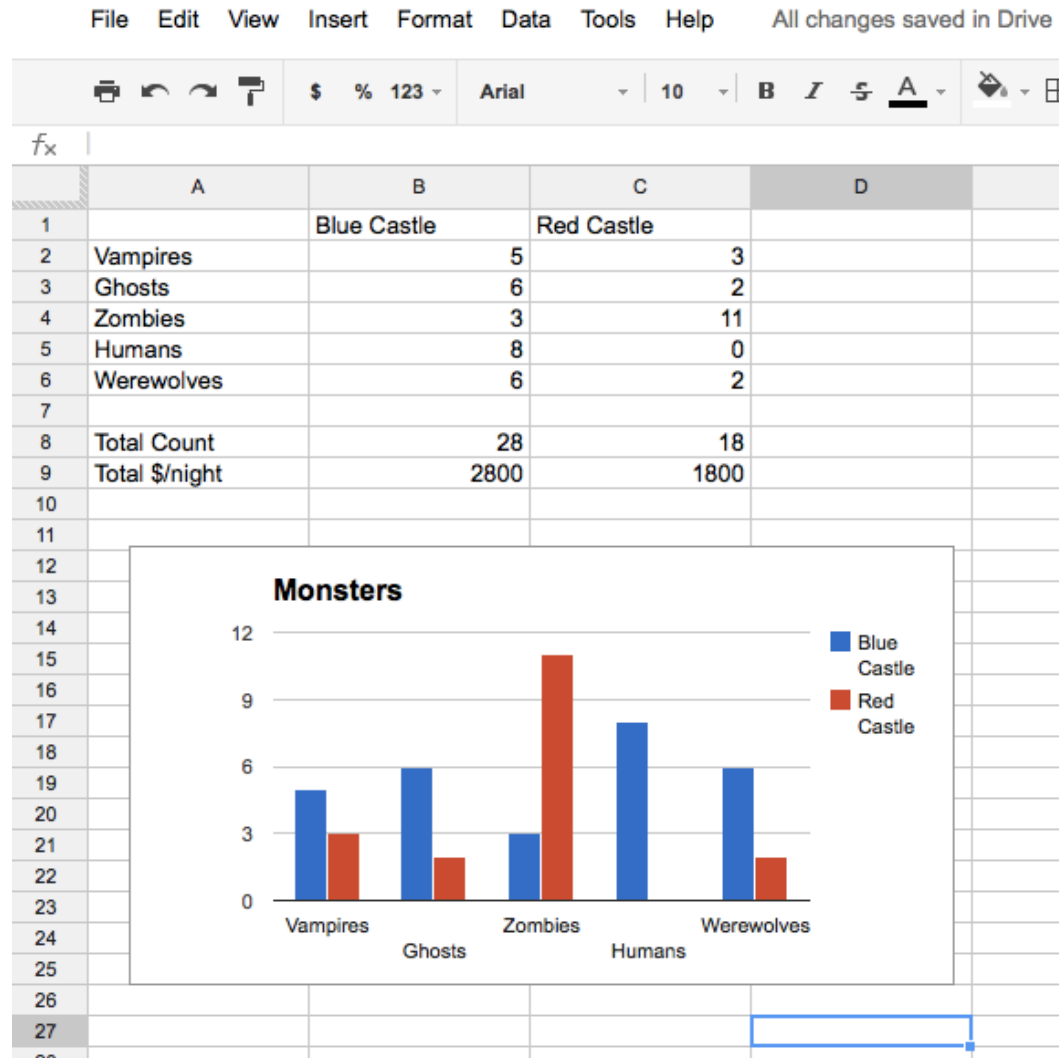 File Edit View Insert Format Data Tools Help All changes saved in Drive
$ % 123 Arial 10 B I S A
fx
A B C D
1 Blue Castle Red Castle
2 Vampires 5 3
3 Ghosts 6 2
4 Zombies 3 11
5 Humans 8 0
6 Werewolves 6 2
7
8 Total Count 28 18
9 Total $/night 2800 1800
10
11
12
13
14
15
16
17
18
19
20
21
22
23
24
25
26
27
Monsters
12
9
6
3
0
Vampires Zombies Werewolves
Ghosts Humans
Blue
Castle
Red
Castle